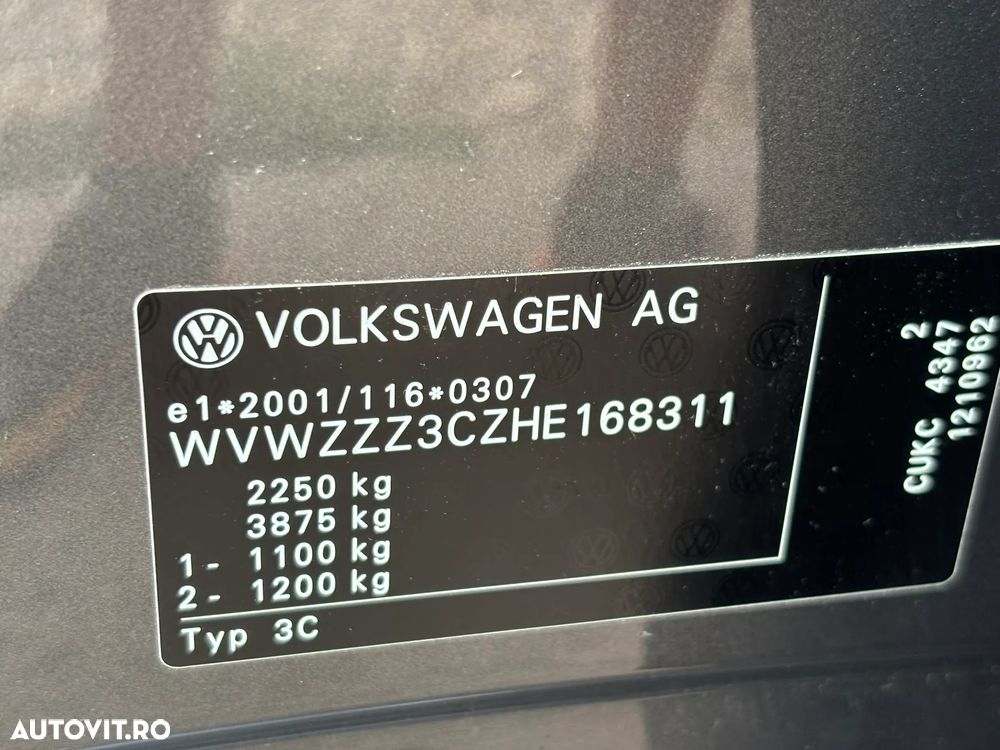 VOLKSWAGEN AG
e1*2001/116*0307
WVWZZZ3CZHE168311
2250 kg
3875 kg
1- 1100 kg
2- 1200 kg
Typ 3C
2
CUKC 4347
1210962
AUTOVIT.RO